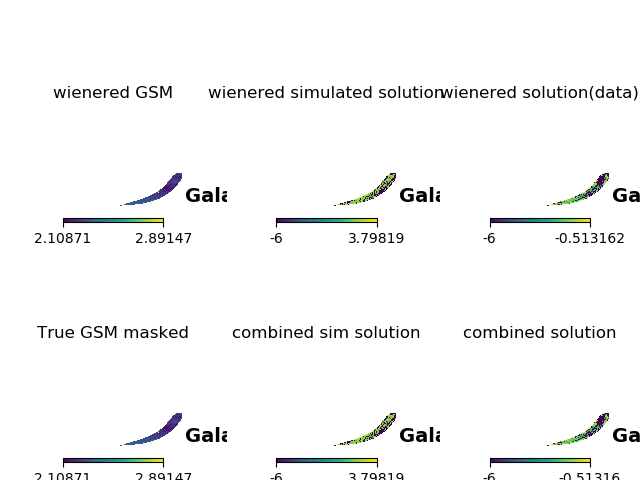 wienered GSM wienered simulated solution wienered solution(data)
Gala Gala Ga
2.10871 2.89147 -6 3.79819 -6 -0.513162
True GSM masked combined sim solution combined solution
Gala Gala Ga
2.10871 2.89147 -6 3.79819 -6 -0.51316